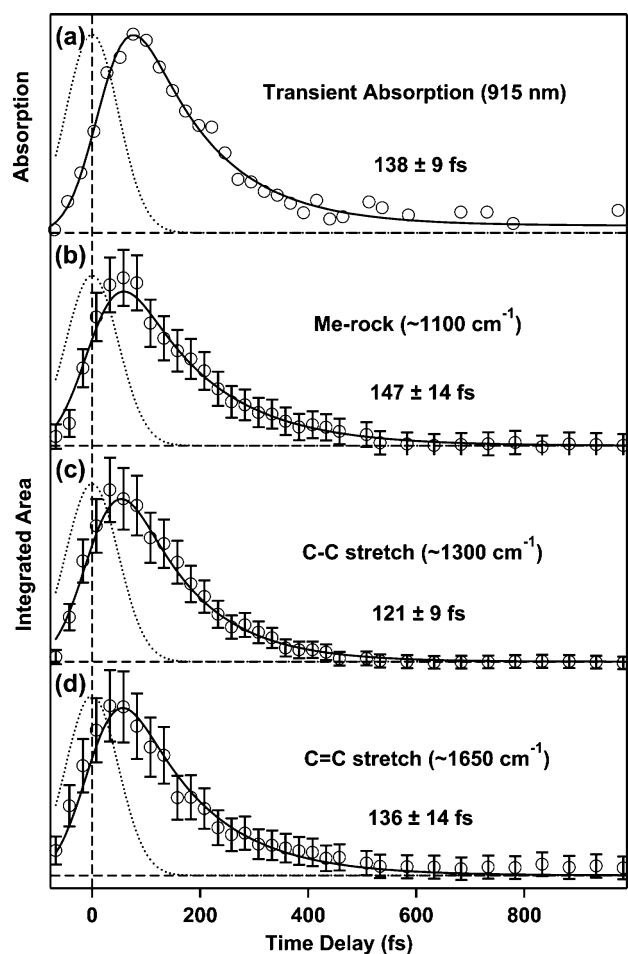 (a)
Transient Absorption (915 nm)
138 ± 9 fs
Absorption
(b)
Me-rock (~1100 cm⁻¹)
147 ± 14 fs
(c)
C-C stretch (~1300 cm⁻¹)
121 ± 9 fs
Integrated Area
(d)
C=C stretch (~1650 cm⁻¹)
136 ± 14 fs
0 200 400 600 800
Time Delay (fs)